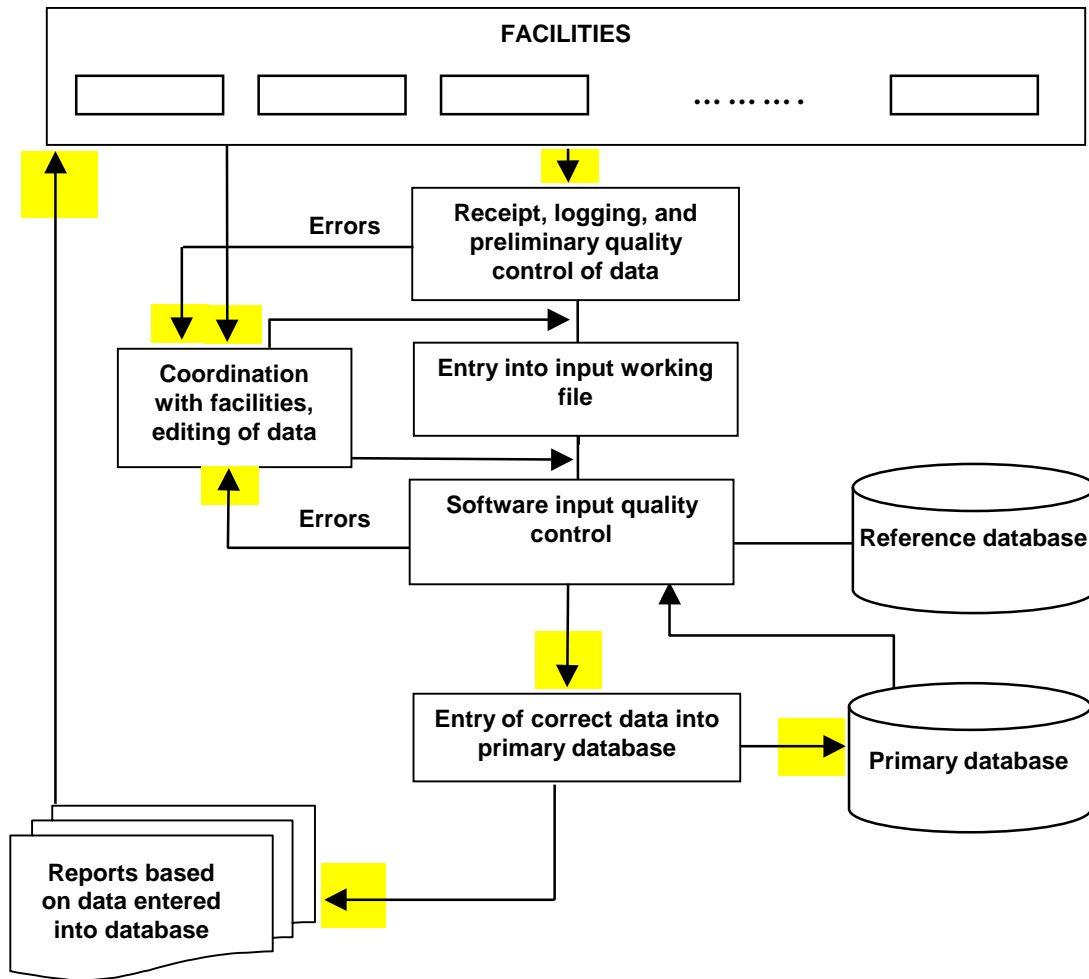 FACILITIES
... ... ... .
Receipt, logging, and
preliminary quality
control of data
Errors
Coordination
with facilities,
editing of data
Entry into input working
file
Errors
Software input quality
control
Reference database
Entry of correct data into
primary database
Primary database
Reports based
on data entered
into database